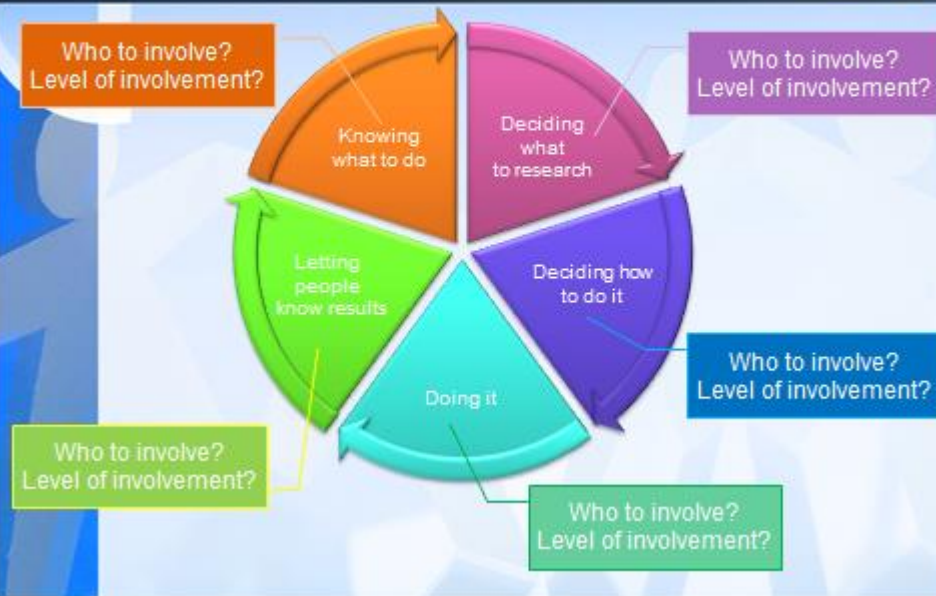 Who to involve?
Level of involvement?
Knowing
what to do
Deciding
what
to research
Who to involve?
Level of involvement?
Letting
people
know results
Deciding how
to do it
Who to involve?
Level of involvement?
Doing it
Who to involve?
Level of involvement?
Who to involve?
Level of involvement?